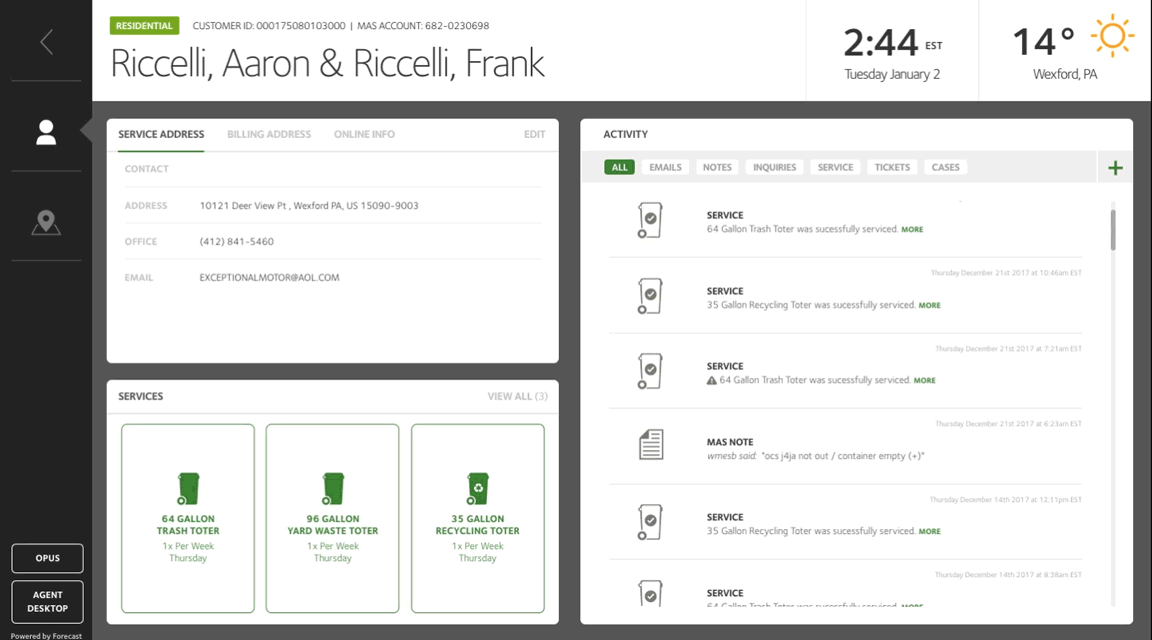 RESIDENTIAL CUSTOMER ID: 000175080103000 | MAS ACCOUNT: 682-0230698
Riccelli, Aaron & Riccelli, Frank
2:44 EST
Tuesday January 2
14°
Wexford, PA
SERVICE ADDRESS BILLING ADDRESS ONLINE INFO EDIT
CONTACT
ADDRESS 10121 Deer View Pt , Wexford PA, US 15090-9003
OFFICE (412) 841-5460
EMAIL EXCEPTIONALMOTOR@AOL.COM
SERVICES VIEW ALL (3)
64 GALLON
TRASH TOTER
1x Per Week
Thursday
96 GALLON
YARD WASTE TOTER
1x Per Week
Thursday
35 GALLON
RECYCLING TOTER
1x Per Week
Thursday
ACTIVITY
ALL EMAILS NOTES INQUIRIES SERVICE TICKETS CASES +
SERVICE
64 Gallon Trash Toter was sucessfully serviced. MORE
Thursday December 21st 2017 at 10:46am EST
SERVICE
35 Gallon Recycling Toter was sucessfully serviced. MORE
Thursday December 21st 2017 at 7:21am EST
SERVICE
64 Gallon Trash Toter was sucessfully serviced. MORE
Thursday December 21st 2017 at 6:23am EST
MAS NOTE
wmesb said: "ocs j4ja not out / container empty (+)"
Thursday December 14th 2017 at 12:11pm EST
SERVICE
35 Gallon Recycling Toter was sucessfully serviced. MORE
Thursday December 14th 2017 at 8:38am EST
SERVICE
64 Gallon Trash Toter was sucessfully serviced. MORE
OPUS
AGENT
DESKTOP
Powered by Forecast